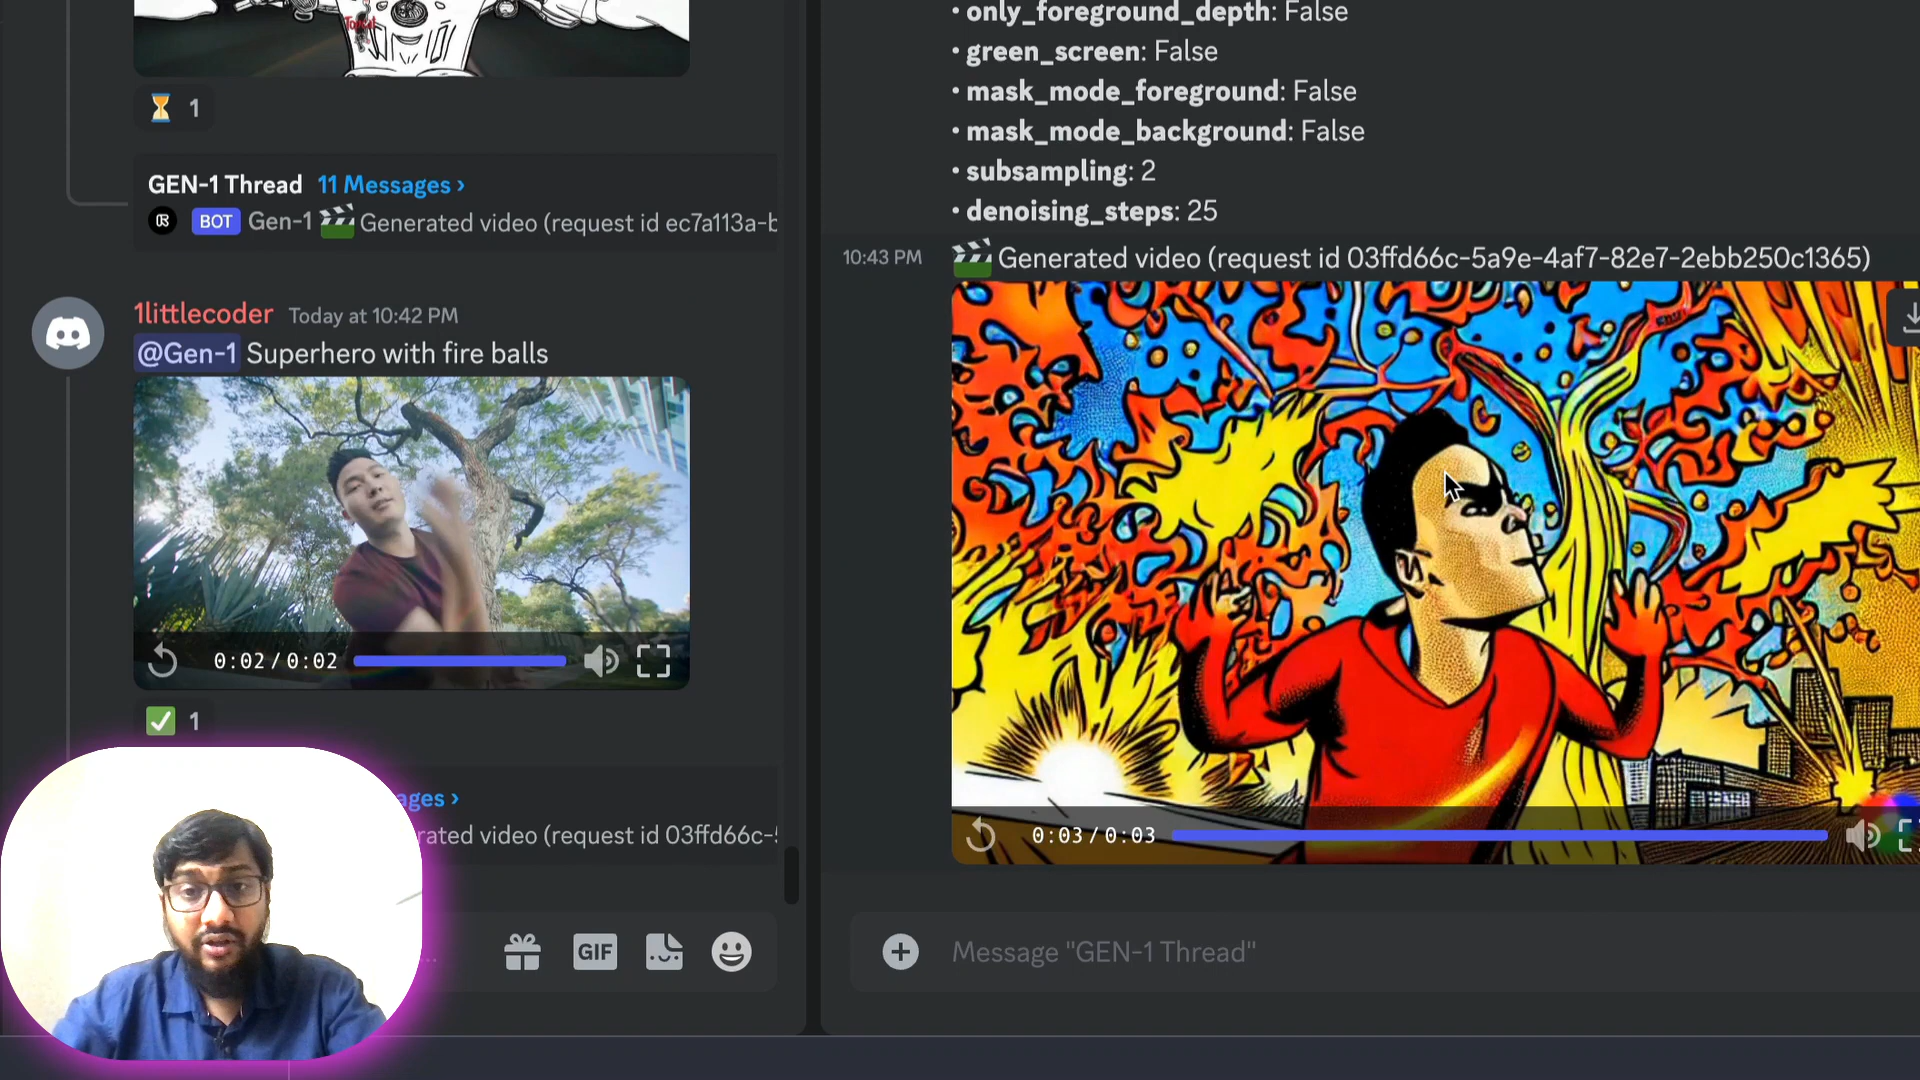 ⌛ 1
GEN-1 Thread 11 Messages ›
BOT Gen-1 🎬 Generated video (request id ec7a113a-b
1littlecoder Today at 10:42 PM
@Gen-1 Superhero with fire balls
0:02 / 0:02
✅ 1
ages ›
rated video (request id 03ffd66c-
GIF
• only_foreground_depth: False
• green_screen: False
• mask_mode_foreground: False
• mask_mode_background: False
• subsampling: 2
• denoising_steps: 25
10:43 PM 🎬 Generated video (request id 03ffd66c-5a9e-4af7-82e7-2ebb250c1365)
0:03 / 0:03
Message "GEN-1 Thread"